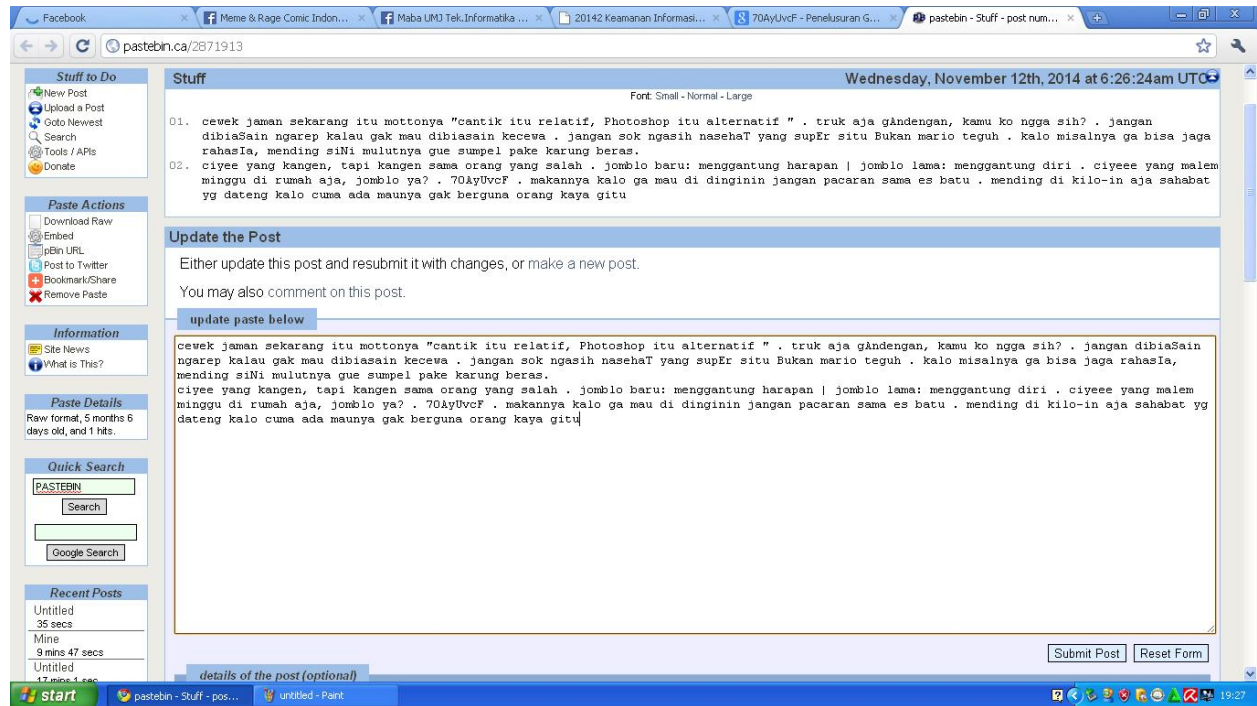 Facebook
Meme & Rage Comic Indon...
Maba UMJ Tek.Informatika ...
20142 Keamanan Informasi...
70AyUvcF - Penelusuran G...
pastebin - Stuff - post num...
pastebin.ca/2871913
Stuff to Do
New Post
Upload a Post
Goto Newest
Search
Tools / APIs
Donate
Paste Actions
Download Raw
Embed
pBin URL
Post to Twitter
Bookmark/Share
Remove Paste
Information
Site News
What is This?
Paste Details
Raw format, 5 months 6
days old, and 1 hits.
Quick Search
PASTEBIN
Search
Google Search
Recent Posts
Untitled
35 secs
Mine
9 mins 47 secs
Untitled
17 mins 1 sec
Stuff
Wednesday, November 12th, 2014 at 6:26:24am UTC
Font: Small - Normal - Large
01. cewek jaman sekarang itu mottonya "cantik itu relatif, Photoshop itu alternatif " . truk aja gAndengan, kamu ko ngga sih? . jangan
dibiaSain ngarep kalau gak mau dibiasain kecewa . jangan sok ngasih nasehaT yang supEr situ Bukan mario teguh . kalo misalnya ga bisa jaga
rahasIa, mending siNi mulutnya gue sumpel pake karung beras.
02. ciyee yang kangen, tapi kangen sama orang yang salah . jomblo baru: menggantung harapan | jomblo lama: menggantung diri . ciyeee yang malem
minggu di rumah aja, jomblo ya? . 70AyUvcF . makannya kalo ga mau di dinginin jangan pacaran sama es batu . mending di kilo-in aja sahabat
yg dateng kalo cuma ada maunya gak berguna orang kaya gitu
Update the Post
Either update this post and resubmit it with changes, or make a new post.
You may also comment on this post.
update paste below
cewek jaman sekarang itu mottonya "cantik itu relatif, Photoshop itu alternatif " . truk aja gAndengan, kamu ko ngga sih? . jangan dibiaSain
ngarep kalau gak mau dibiasain kecewa . jangan sok ngasih nasehaT yang supEr situ Bukan mario teguh . kalo misalnya ga bisa jaga rahasIa,
mending siNi mulutnya gue sumpel pake karung beras.
ciyee yang kangen, tapi kangen sama orang yang salah . jomblo baru: menggantung harapan | jomblo lama: menggantung diri . ciyeee yang malem
minggu di rumah aja, jomblo ya? . 70AyUvcF . makannya kalo ga mau di dinginin jangan pacaran sama es batu . mending di kilo-in aja sahabat yg
dateng kalo cuma ada maunya gak berguna orang kaya gitu
Submit Post
Reset Form
details of the post (optional)
start
pastebin - Stuff - pos...
untitled - Paint
19:27